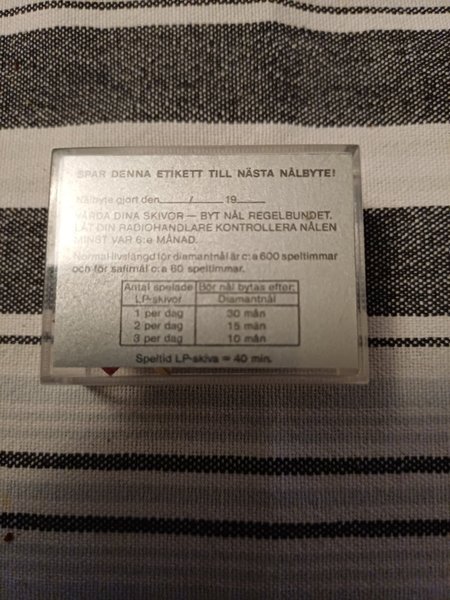 SPAR DENNA ETIKETT TILL NÄSTA NÅLBYTE!
Nålbyte gjort den____/____19____
VÅRDA DINA SKIVOR — BYT NÅL REGELBUNDET.
LÅT DIN RADIOHANDLARE KONTROLLERA NÅLEN
MINST VAR 6:e MÅNAD.
Normal livslängd för diamantnål är c:a 600 speltimmar
och för safirnål c:a 60 speltimmar.
Antal spelade Bör nål bytas efter:
LP-skivor Diamantnål
1 per dag 30 mån
2 per dag 15 mån
3 per dag 10 mån
Speltid LP-skiva = 40 min.